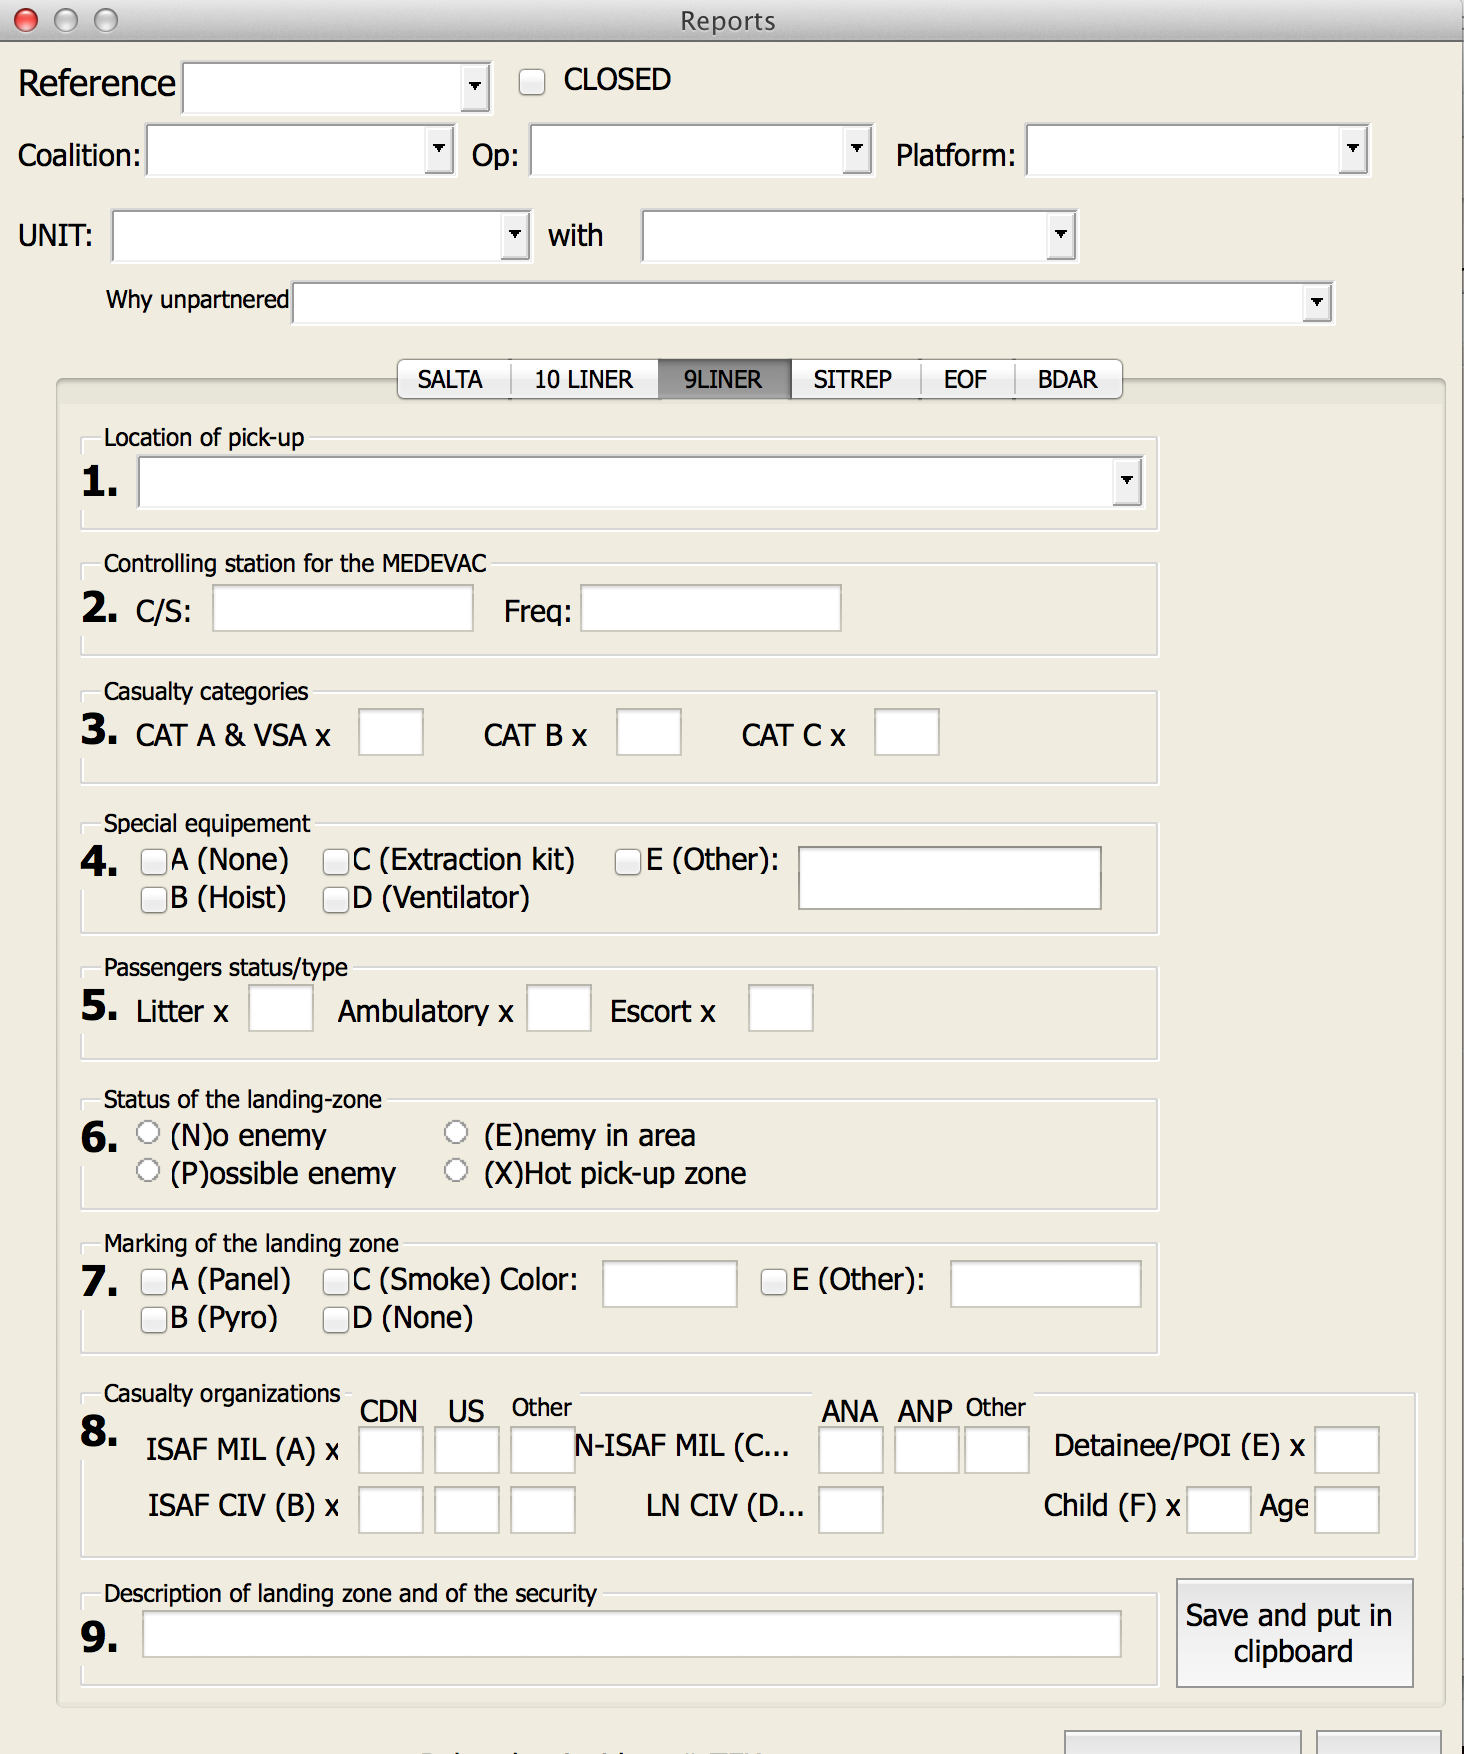 Reports
Reference CLOSED
Coalition: Op: Platform:
UNIT: with
Why unpartnered
SALTA 10 LINER 9LINER SITREP EOF BDAR
Location of pick-up
1.
Controlling station for the MEDEVAC
2. C/S: Freq:
Casualty categories
3. CAT A & VSA x CAT B x CAT C x
Special equipement
4. A (None) C (Extraction kit) E (Other):
B (Hoist) D (Ventilator)
Passengers status/type
5. Litter x Ambulatory x Escort x
Status of the landing-zone
6. (N)o enemy (E)nemy in area
(P)ossible enemy (X)Hot pick-up zone
Marking of the landing zone
7. A (Panel) C (Smoke) Color: E (Other):
B (Pyro) D (None)
Casualty organizations
CDN US Other ANA ANP Other
8. ISAF MIL (A) x N-ISAF MIL (C... Detainee/POI (E) x
ISAF CIV (B) x LN CIV (D... Child (F) x Age
Description of landing zone and of the security
9.
Save and put in
clipboard